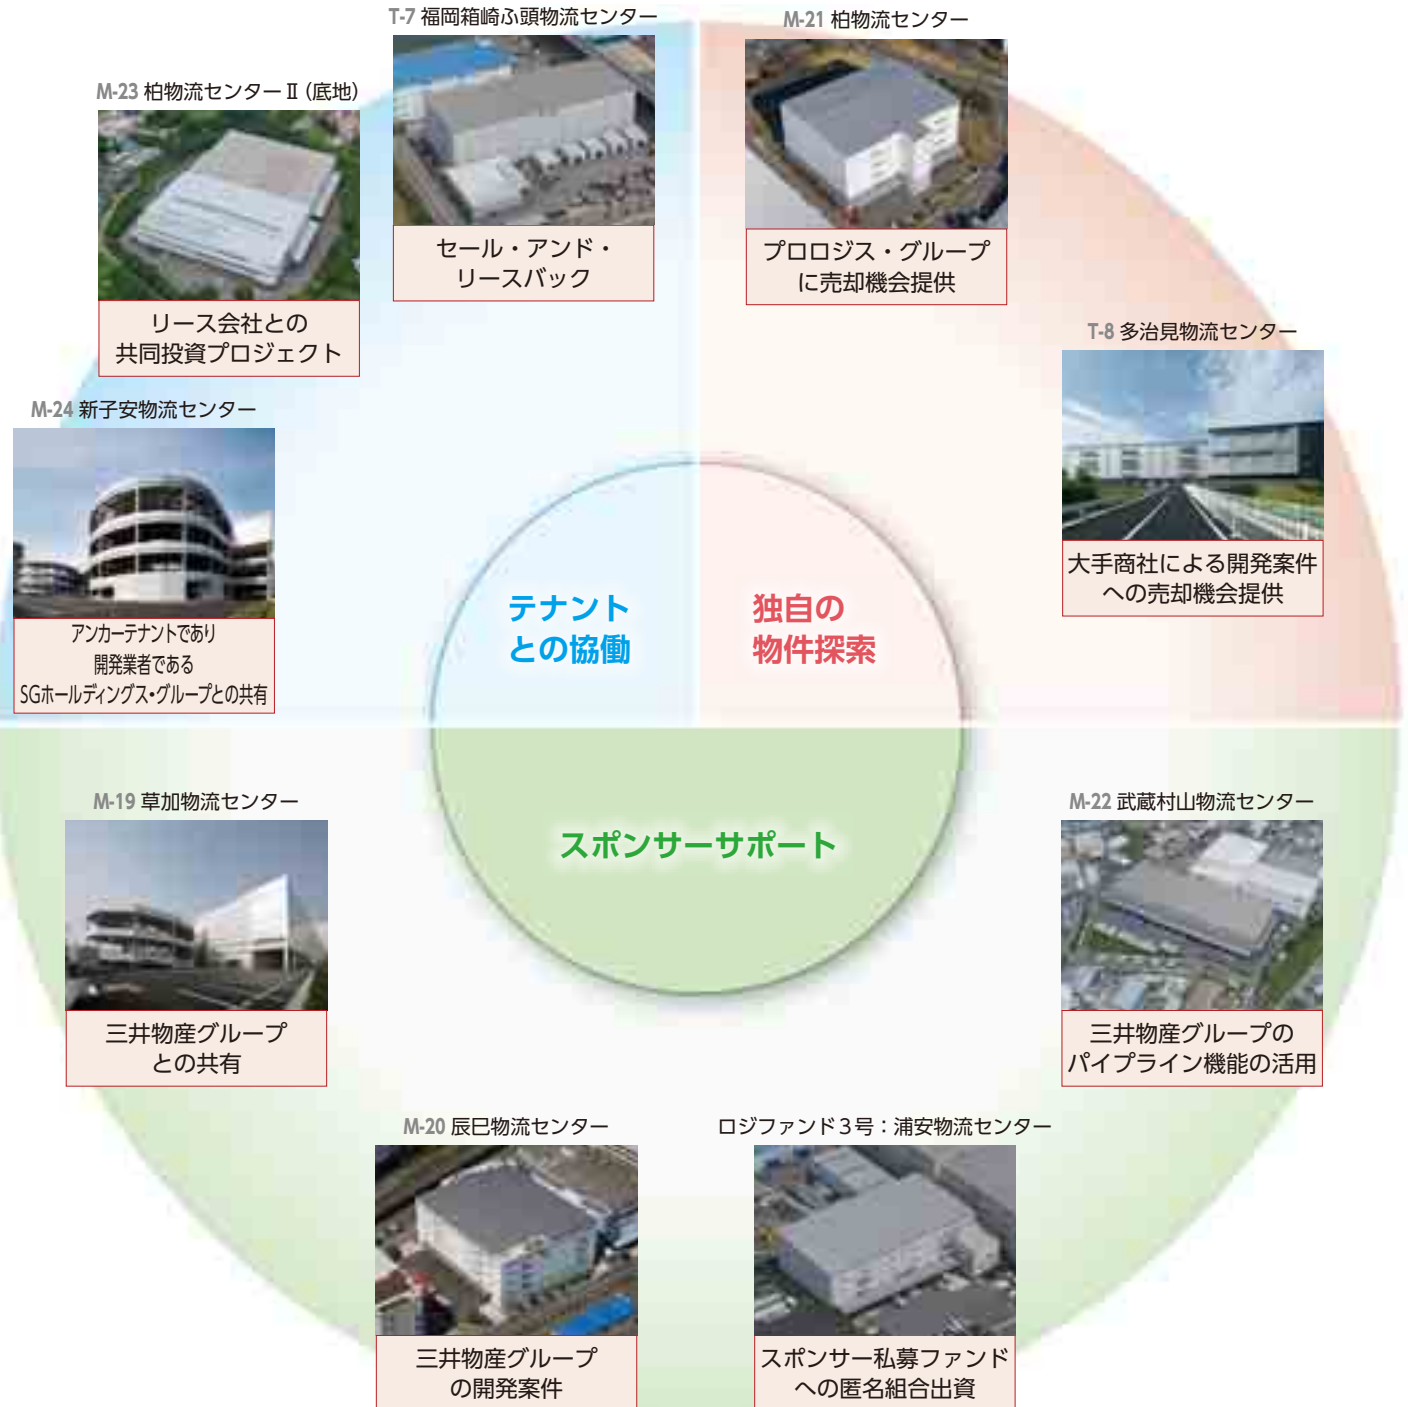 T-7 福岡箱崎ふ頭物流センター
セール・アンド・
リースバック
M-21 柏物流センター
プロロジス・グループ
に売却機会提供
M-23 柏物流センターⅡ(底地)
リース会社との
共同投資プロジェクト
T-8 多治見物流センター
大手商社による開発案件
への売却機会提供
M-24 新子安物流センター
アンカーテナントであり
開発業者である
SGホールディングス・グループとの共有
テナント
との協働
独自の
物件探索
スポンサーサポート
M-19 草加物流センター
三井物産グループ
との共有
M-22 武蔵村山物流センター
三井物産グループの
パイプライン機能の活用
M-20 辰巳物流センター
三井物産グループ
の開発案件
ロジファンド3号：浦安物流センター
スポンサー私募ファンド
への匿名組合出資